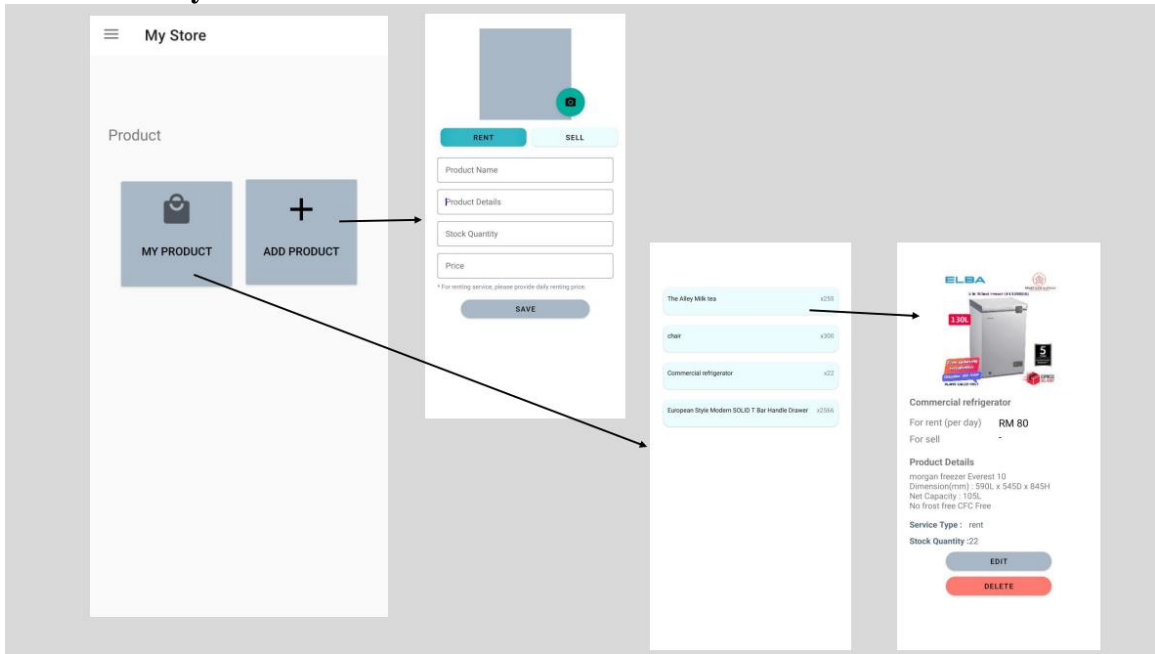 My Store
Product
MY PRODUCT
ADD PRODUCT
RENT
SELL
Product Name
Product Details
Stock Quantity
Price
* For renting service, please provide daily renting price.
SAVE
The Alley Milk tea
chair
Commercial refrigerator x22
European Style Modern SOLID T Bar Handle Drawer
ELBA
130L
5
Commercial refrigerator
For rent (per day) RM 80
For sell -
Product Details
morgan freezer Everest 10
Dimension(mm) : 590L x 545D x 845H
Net Capacity : 105L
No frost free CFC Free
Service Type : rent
Stock Quantity :22
EDIT
DELETE